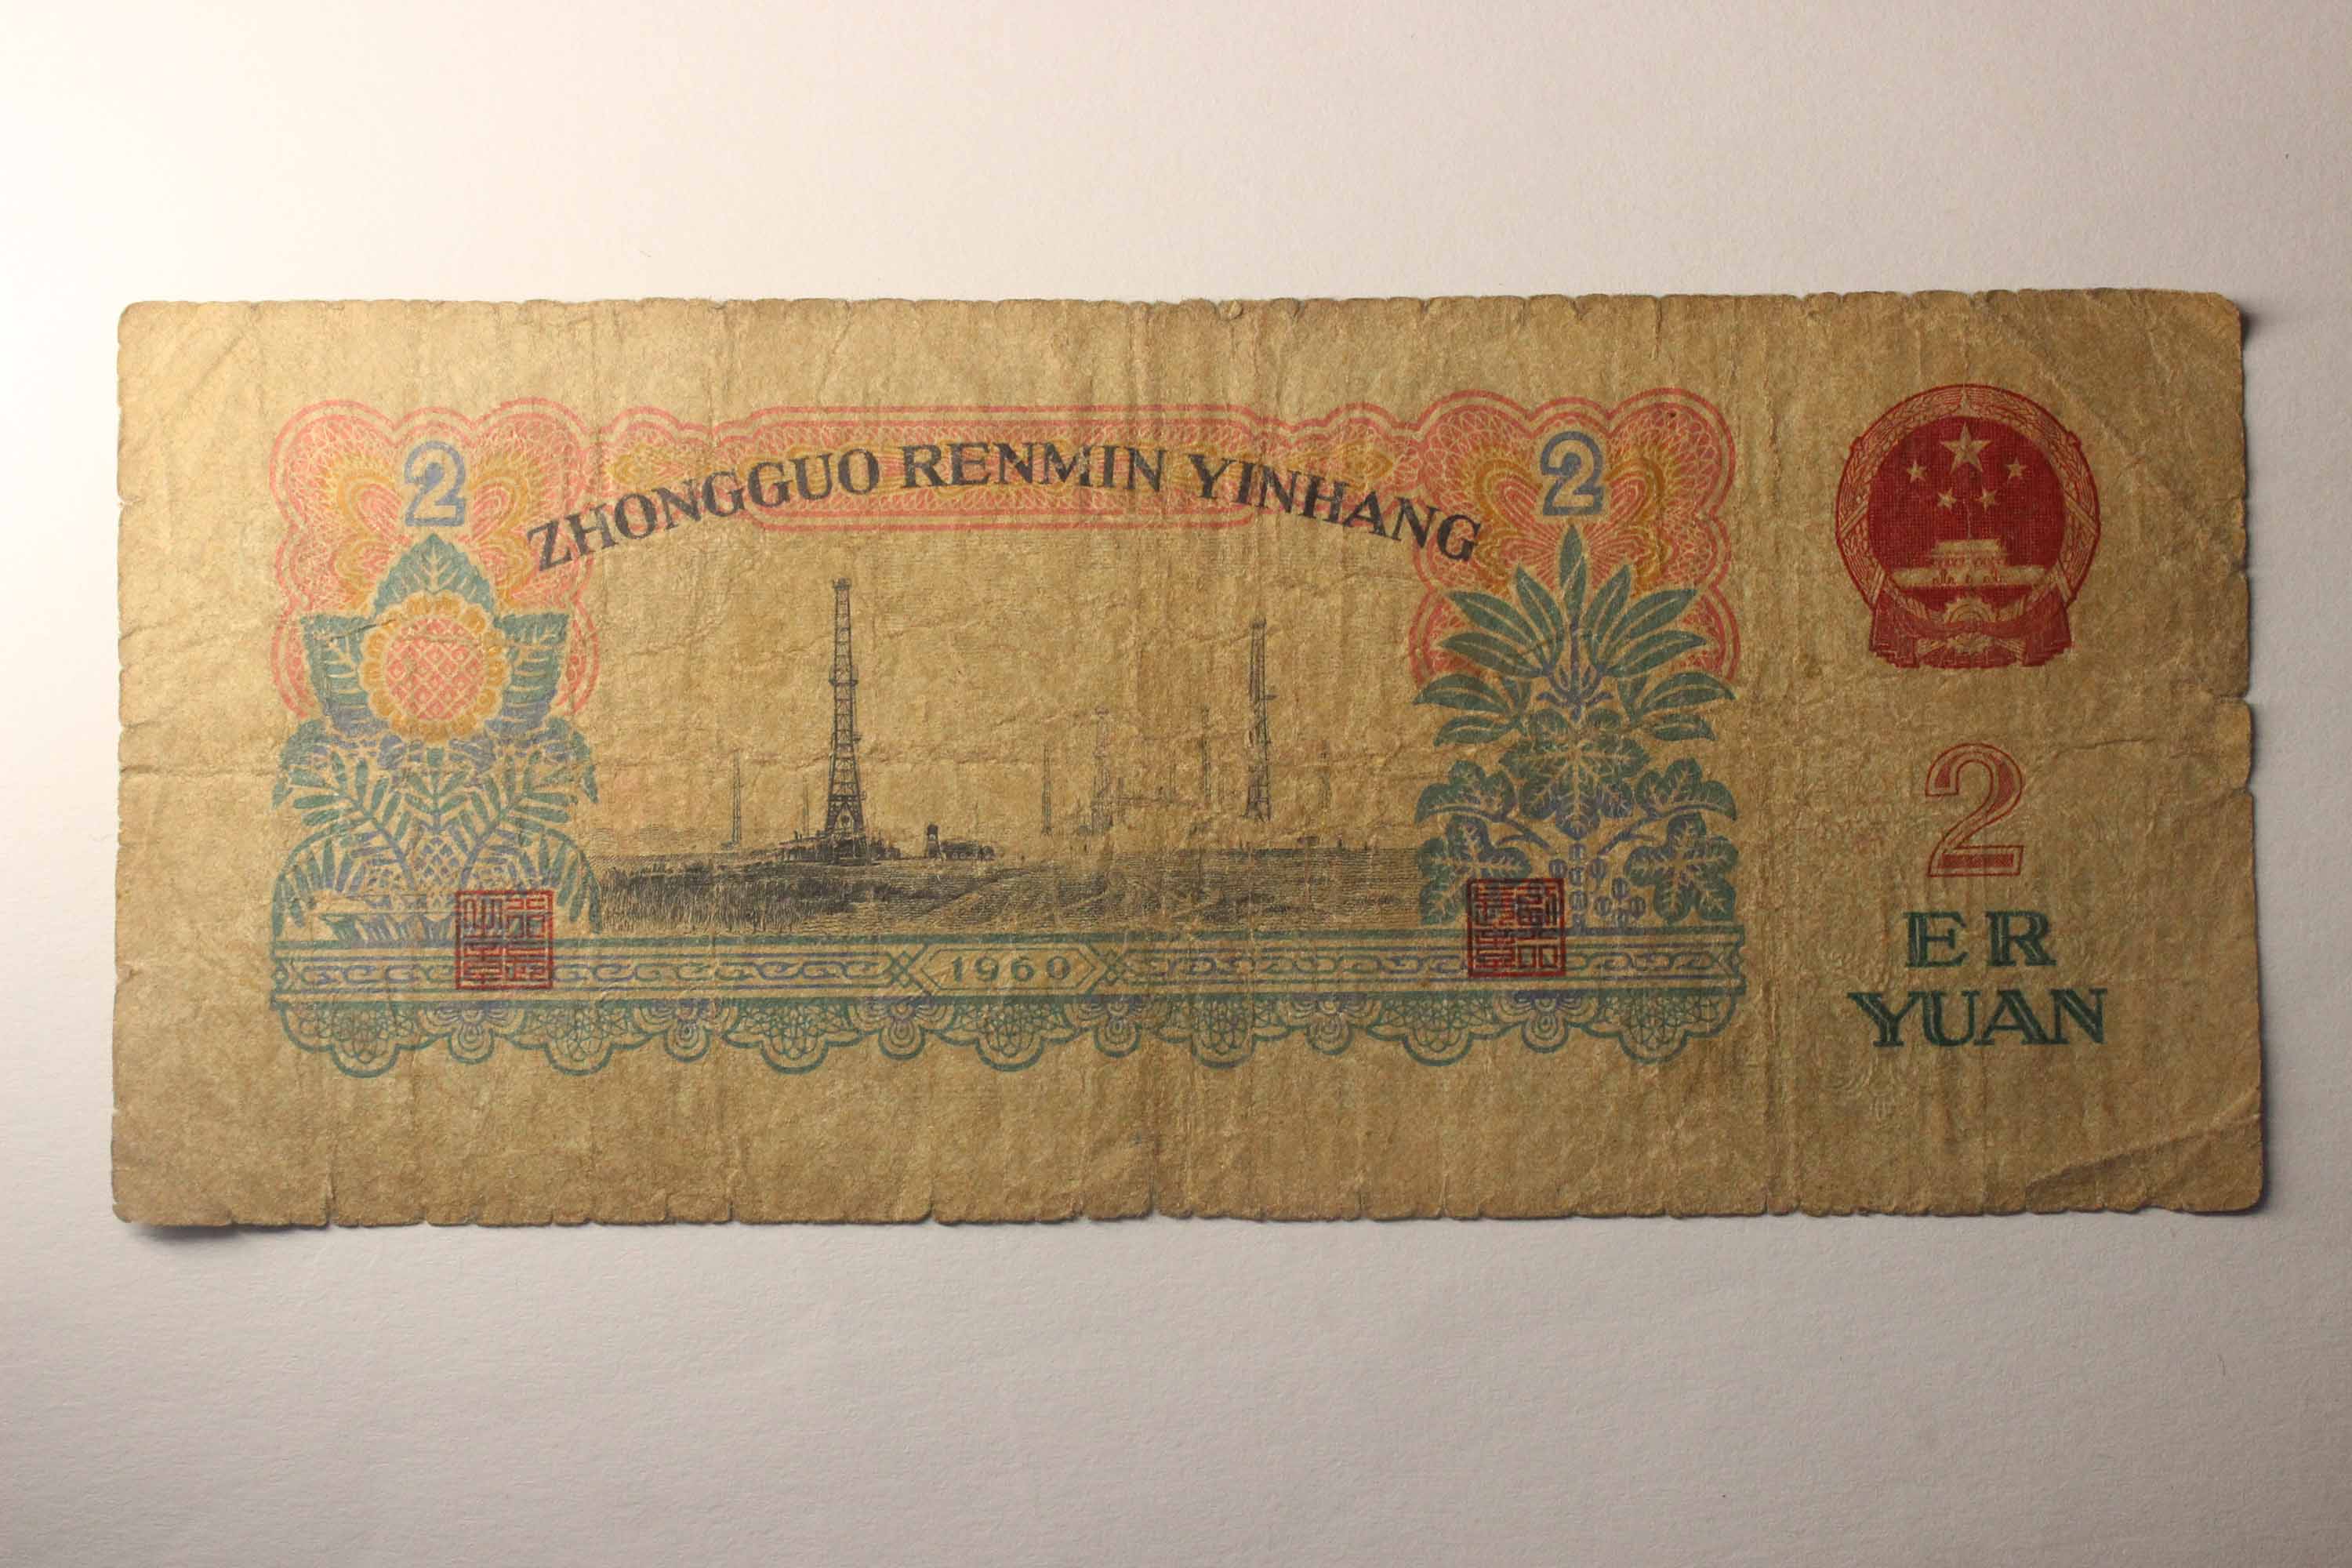 2
ZHONGGUO RENMIN YINHANG
2
1960
2
ER
YUAN